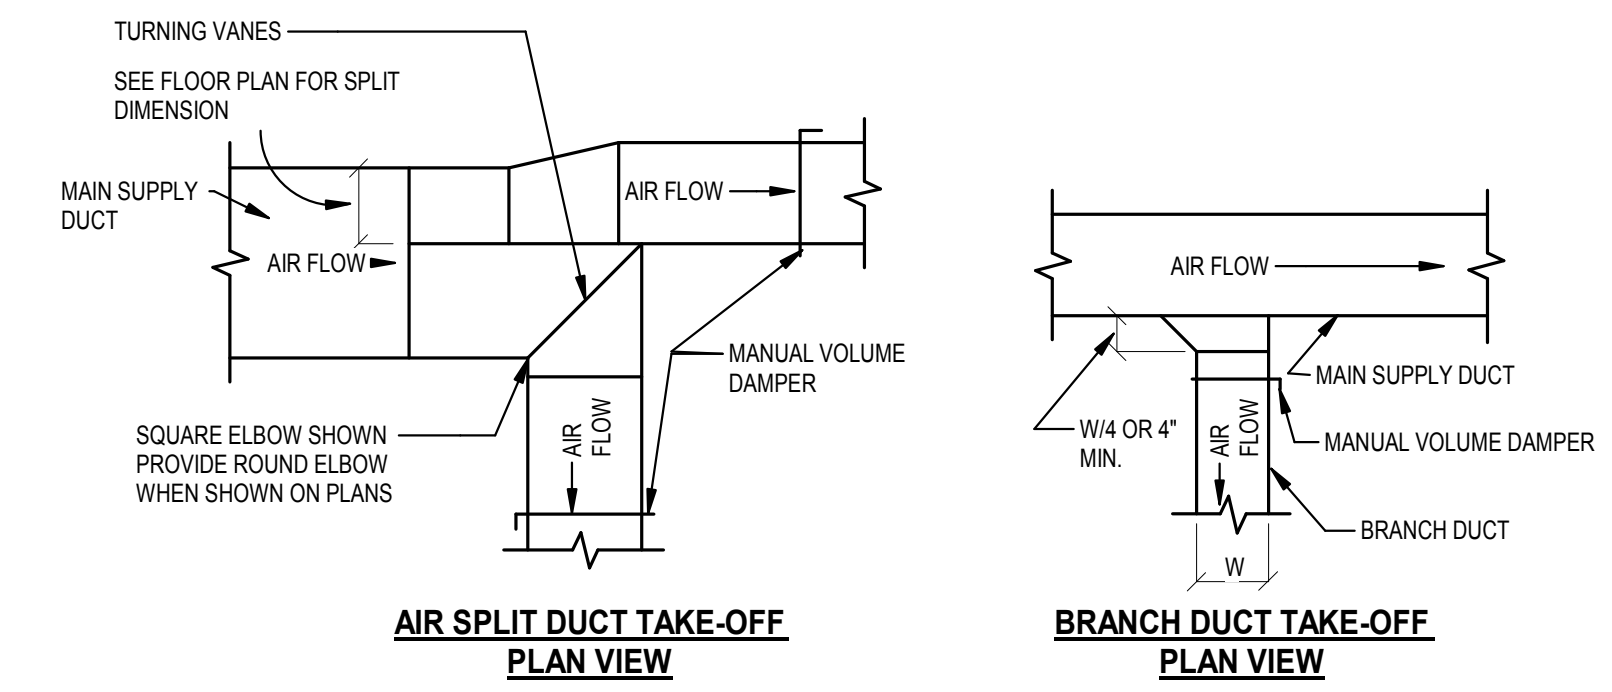 TURNING VANES
SEE FLOOR PLAN FOR SPLIT
DIMENSION
MAIN SUPPLY
DUCT
AIR FLOW
AIR FLOW
MANUAL VOLUME
DAMPER
SQUARE ELBOW SHOWN
PROVIDE ROUND ELBOW
WHEN SHOWN ON PLANS
AIR
FLOW
AIR SPLIT DUCT TAKE-OFF
PLAN VIEW
AIR FLOW
MAIN SUPPLY DUCT
W/4 OR 4"
MIN.
AIR
FLOW
MANUAL VOLUME DAMPER
BRANCH DUCT
W
BRANCH DUCT TAKE-OFF
PLAN VIEW